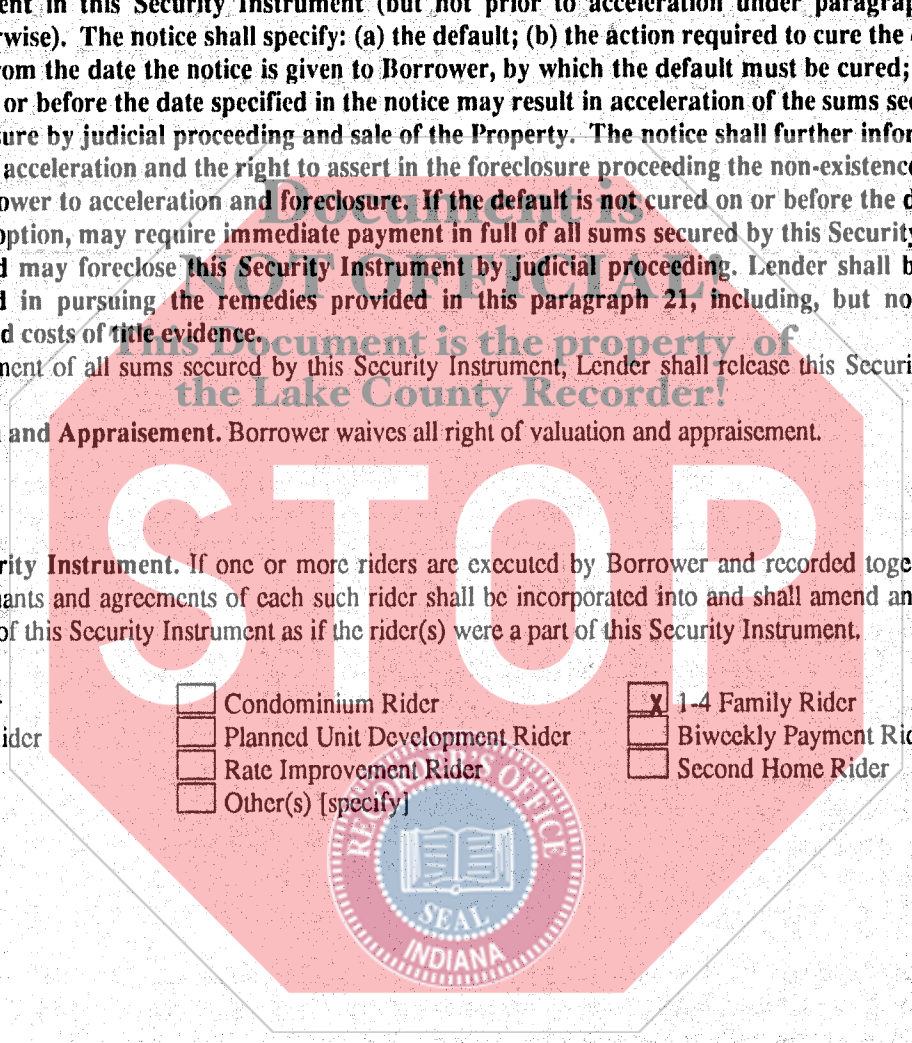 ent in this Security Instrument (but not prior to acceleration under paragrap
rwise). The notice shall specify: (a) the default; (b) the action required to cure the
rom the date the notice is given to Borrower, by which the default must be cured;
or before the date specified in the notice may result in acceleration of the sums sec
sure by judicial proceeding and sale of the Property. The notice shall further infor
acceleration and the right to assert in the foreclosure proceeding the non-existence
ower to acceleration and foreclosure. If the default is not cured on or before the d
Document is
option, may require immediate payment in full of all sums secured by this Security
d may foreclose this Security Instrument by judicial proceeding. Lender shall b
NOT OFFICIAL!
d in pursuing the remedies provided in this paragraph 21, including, but no
d costs of title evidence.
This Document is the property of
ment of all sums secured by this Security Instrument, Lender shall release this Securi
the Lake County Recorder!
and Appraisement. Borrower waives all right of valuation and appraisement.
STOP
rity Instrument. If one or more riders are executed by Borrower and recorded toge
nants and agreements of each such rider shall be incorporated into and shall amend an
of this Security Instrument as if the rider(s) were a part of this Security Instrument.
Condominium Rider X 1-4 Family Rider
ider Planned Unit Development Rider Biweekly Payment Ric
Rate Improvement Rider Second Home Rider
Other(s) [specify]
RECORDER'S OFFICE
SEAL
INDIANA